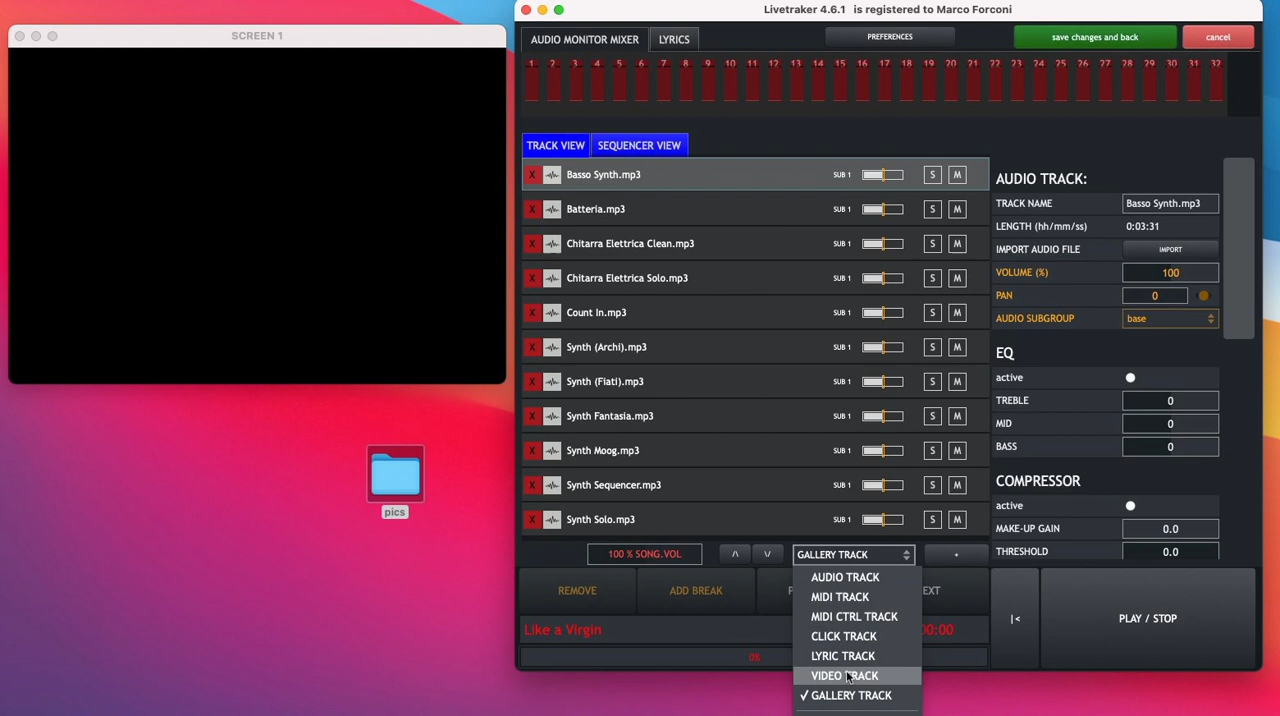 SCREEN 1
pics
Livetraker 4.6.1 is registered to Marco Forconi
AUDIO MONITOR MIXER
LYRICS
PREFERENCES
save changes and back
cancel
1 2 3 4 5 6 7 8 9 10 11 12 13 14 15 16 17 18 19 20 21 22 23 24 25 26 27 28 29 30 31 32
TRACK VIEW
SEQUENCER VIEW
X Basso Synth.mp3 SUB 1 S M
X Batteria.mp3 SUB 1 S M
X Chitarra Elettrica Clean.mp3 SUB 1 S M
X Chitarra Elettrica Solo.mp3 SUB 1 S M
X Count In.mp3 SUB 1 S M
X Synth (Archi).mp3 SUB 1 S M
X Synth (Fiati).mp3 SUB 1 S M
X Synth Fantasia.mp3 SUB 1 S M
X Synth Moog.mp3 SUB 1 S M
X Synth Sequencer.mp3 SUB 1 S M
X Synth Solo.mp3 SUB 1 S M
AUDIO TRACK:
TRACK NAME Basso Synth.mp3
LENGTH (hh/mm/ss) 0:03:31
IMPORT AUDIO FILE IMPORT
VOLUME (%) 100
PAN 0
AUDIO SUBGROUP base
EQ
active
TREBLE 0
MID 0
BASS 0
COMPRESSOR
active
MAKE-UP GAIN 0.0
THRESHOLD 0.0
100 % SONG.VOL
/\ \/
GALLERY TRACK
+
AUDIO TRACK
MIDI TRACK
MIDI CTRL TRACK
CLICK TRACK
LYRIC TRACK
VIDEO TRACK
✓ GALLERY TRACK
REMOVE
ADD BREAK
Like a Virgin
0%
|<
PLAY / STOP